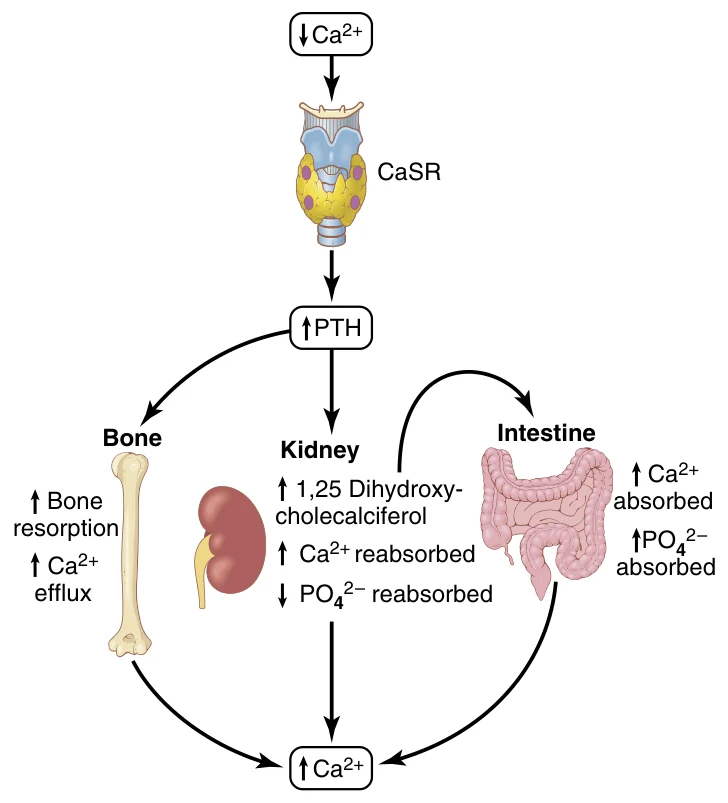 ↓Ca²⁺
CaSR
↑PTH
Bone
↑ Bone
resorption
↑ Ca²⁺
efflux
Kidney
↑ 1,25 Dihydroxy-
cholecalciferol
↑ Ca²⁺ reabsorbed
↓ PO₄²⁻ reabsorbed
Intestine
↑ Ca²⁺
absorbed
↑PO₄²⁻
absorbed
↑Ca²⁺